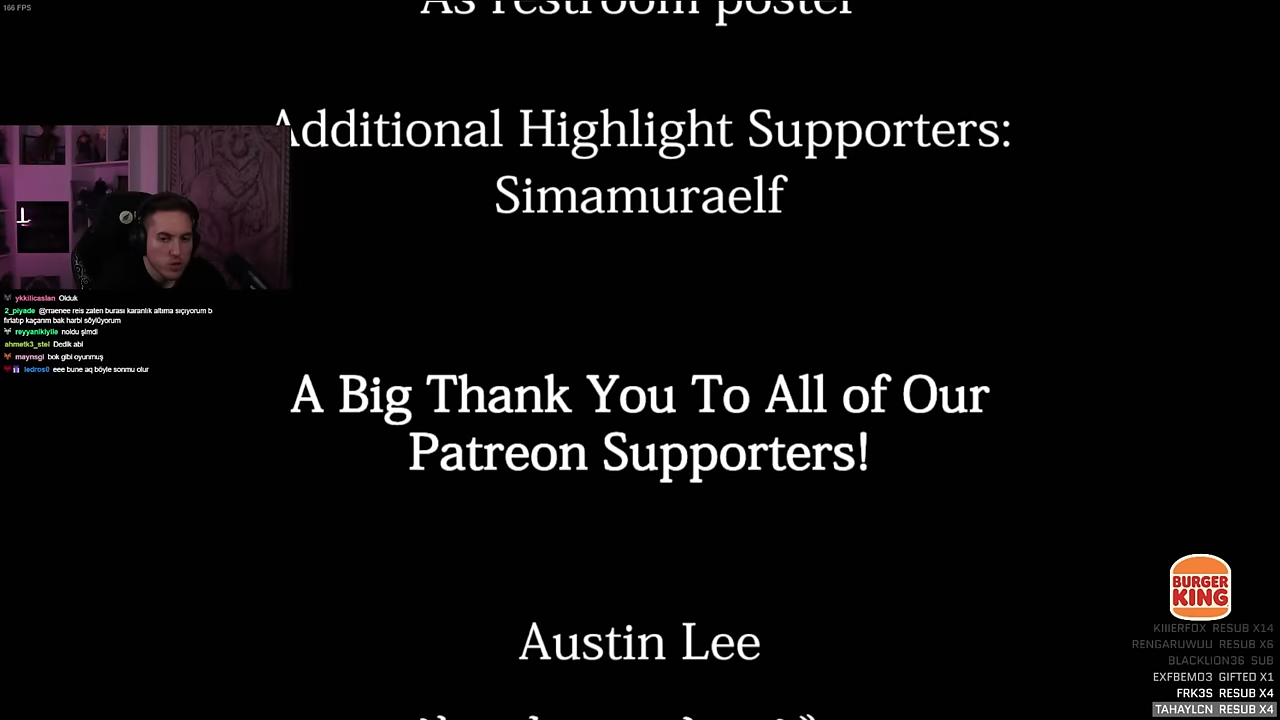 166 FPS
As restroom poster
Additional Highlight Supporters:
Simamuraelf
ykkilicaslan Olduk
2_piyade @rraenee reis zaten burası karanlık altıma sıçıyorum b
fırlatıp kaçarım bak harbi söylüyorum
reyyanikiyile noldu şimdi
ahmetk3_stel Dedik abi
maynsgi bok gibi oyunmuş
ledros0 eee bune aq böyle sonmu olur
A Big Thank You To All of Our
Patreon Supporters!
Austin Lee
BURGER
KING
KIIIERFOX RESUB X14
RENGARUWUU RESUB X6
BLACKLION36 SUB
EXFBEMO3 GIFTED X1
FRK3S RESUB X4
TAHAYLCN RESUB X4